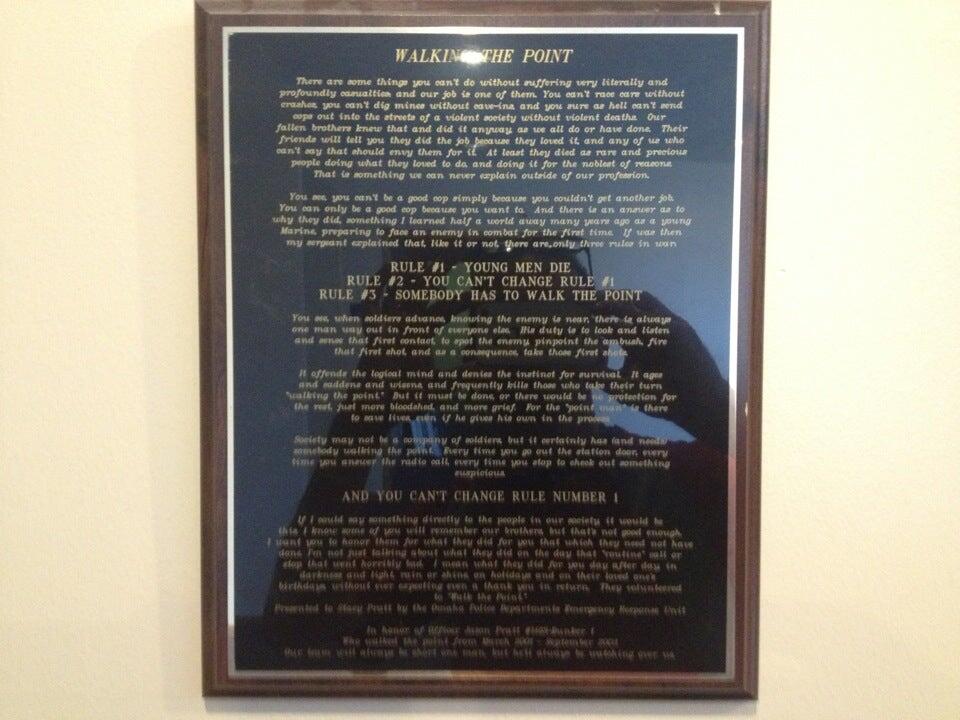 WALKING THE POINT
There are some things you can't do without suffering very literally and
profoundly casualties and our job is one of them. You can't race cars without
crashes, you can't dig mines without cave-ins, and you sure as hell can't send
cops out into the streets of a violent society without violent deaths. Our
fallen brothers knew that and did it anyway, as we all do or have done. Their
friends will tell you they did the job because they loved it, and any of us who
can't say that should envy them for it. At least they died as rare and precious
people doing what they loved to do, and doing it for the noblest of reasons.
That is something we can never explain outside of our profession.
You see, you can't be a good cop simply because you couldn't get another job.
You can only be a good cop because you want to. And there is an answer as to
why they did, something I learned half a world away many years ago as a young
Marine, preparing to face an enemy in combat for the first time. If was then
my sergeant explained that, like it or not, there are only three rules in war:
RULE #1 - YOUNG MEN DIE
RULE #2 - YOU CAN'T CHANGE RULE #1
RULE #3 - SOMEBODY HAS TO WALK THE POINT
You see, when soldiers advance, knowing the enemy is near, there is always
one man way out in front of everyone else. His duty is to look and listen
and sense that first contact, to spot the enemy, pinpoint the ambush, fire
that first shot, and as a consequence, take those first shots.
It offends the logical mind and denies the instinct for survival. It ages
and saddens and wisens, and frequently kills those who take their turn
"walking the point." But it must be done, or there would be no protection for
the rest, just more bloodshed, and more grief. For the "point man" is there
to save lives, even if he gives his own in the process.
Society may not be a company of soldiers, but it certainly has (and needs)
somebody walking the point. Every time you go out the station door, every
time you answer the radio call, every time you stop to check out something
suspicious.
AND YOU CAN'T CHANGE RULE NUMBER 1
If I could say something directly to the people in our society it would be
this I know some of you will remember our brothers, but that's not good enough.
I want you to honor them for what they did for you that which they need not have
done. I'm not just talking about what they did on the day that "routine" call or
stop that went horribly bad. I mean what they did for you day after day in
darkness and light, rain or shine, on holidays and on their loved one's
birthdays, without ever expecting even a thank you in return. They volunteered
to "Walk the Point."
Presented to Stacy Pratt by the Omaha Police Departments Emergency Response Unit
In honor of Officer Jason Pratt Bunker 1
Who walked the point from March 2001 - September 2003
Our team will always be short one man, but he'll always be watching over us.